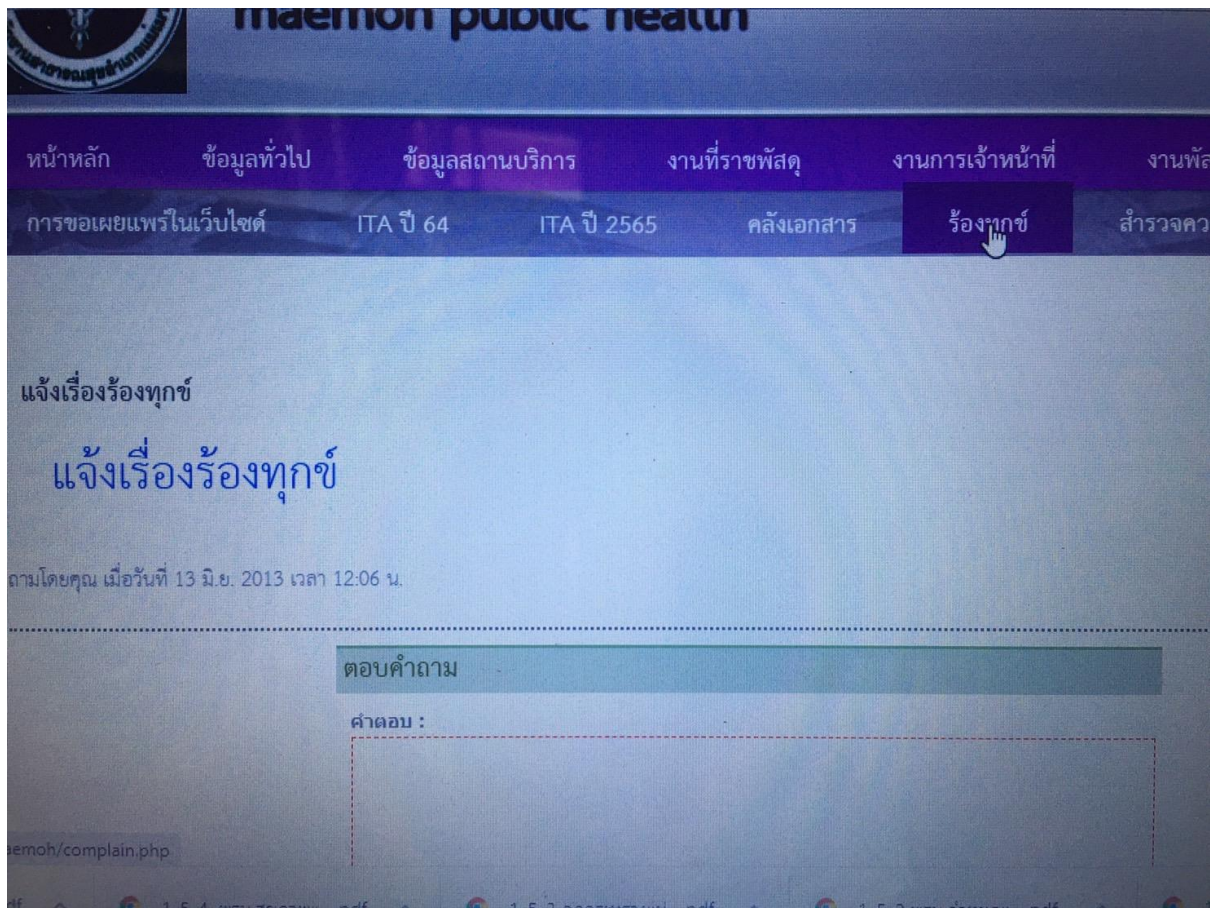 maemoh public health
หน้าหลัก ข้อมูลทั่วไป ข้อมูลสถานบริการ งานที่ราชพัสดุ งานการเจ้าหน้าที่
การขอเผยแพร่ในเว็บไซต์ ITA ปี 64 ITA ปี 2565 คลังเอกสาร ร้องทุกข์
แจ้งเรื่องร้องทุกข์
แจ้งเรื่องร้องทุกข์
ถามโดยคุณ เมื่อวันที่ 13 มิ.ย. 2013 เวลา 12:06 น.
ตอบคำถาม
คำตอบ :
emoh/complain.php